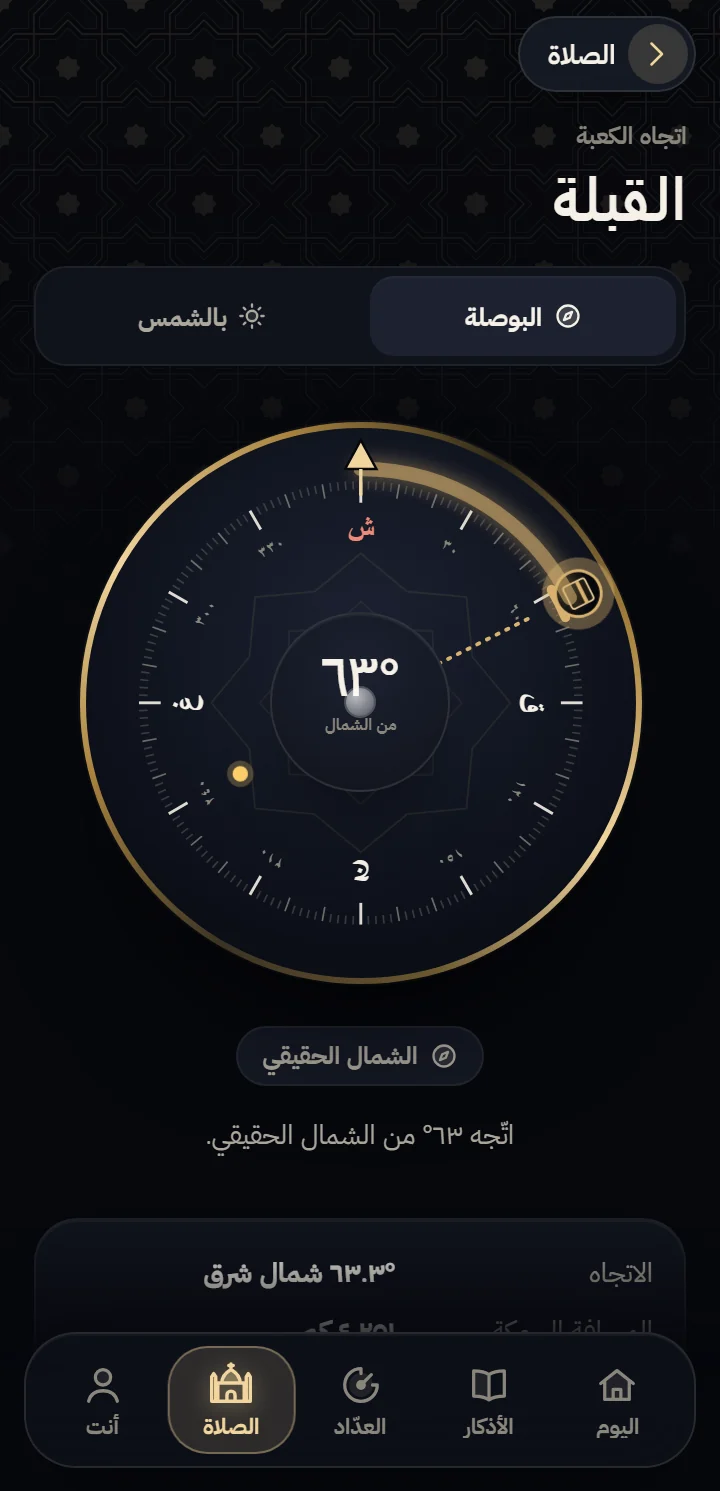 الصلاة
اتجاه الكعبة
القبلة
البوصلة
بالشمس
ش
٣٣٠
٣٠
٣٠٠
٦٣°
من الشمال
الشمال الحقيقي
اتّجه ٦٣° من الشمال الحقيقي.
الاتجاه
٦٣.٣° شمال شرق
اليوم
الأذكار
العدّاد
الصلاة
أنت